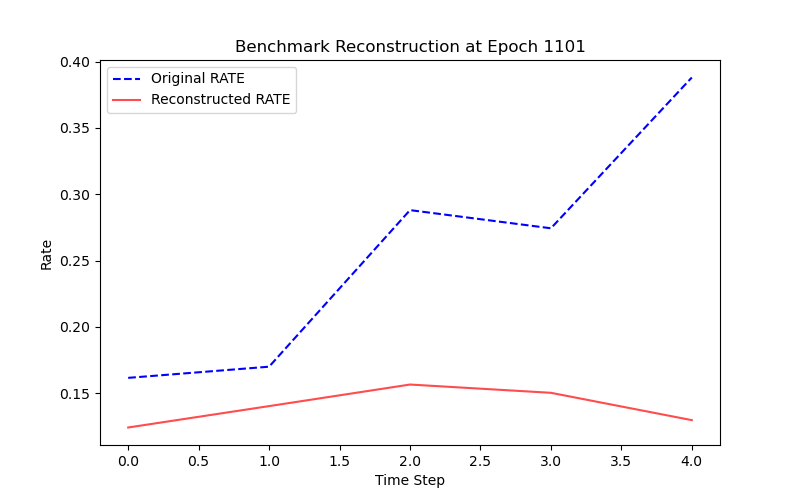 Benchmark Reconstruction at Epoch 1101
Original RATE
Reconstructed RATE
Rate
0.40
0.35
0.30
0.25
0.20
0.15
0.0 0.5 1.0 1.5 2.0 2.5 3.0 3.5 4.0
Time Step